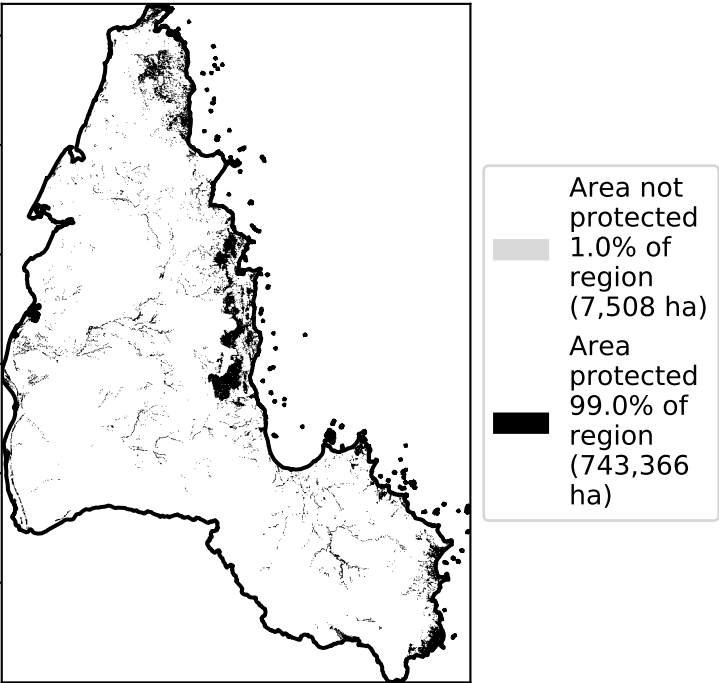 Area not
protected
1.0% of
region
(7,508 ha)
Area
protected
99.0% of
region
(743,366
ha)